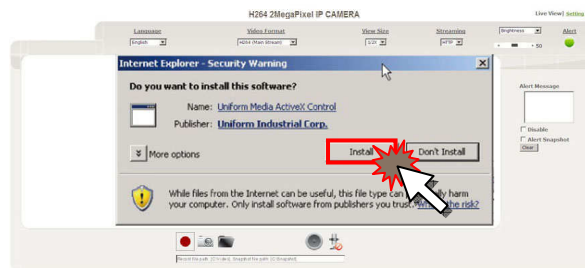 H264 2MegaPixel IP CAMERA
Live View| Setting
Language Video Format View Size Streaming Brightness Alert
English H264 (Main Stream) 1/2X
+ 50
Internet Explorer - Security Warning
Do you want to install this software?
Name: Uniform Media ActiveX Control
Publisher: Uniform Industrial Corp.
More options
Install
Don't Install
While files from the Internet can be useful, this file type can harm
your computer. Only install software from publishers you trust. the risk?
Alert Message
Disable
Alert Snapshot
Clear